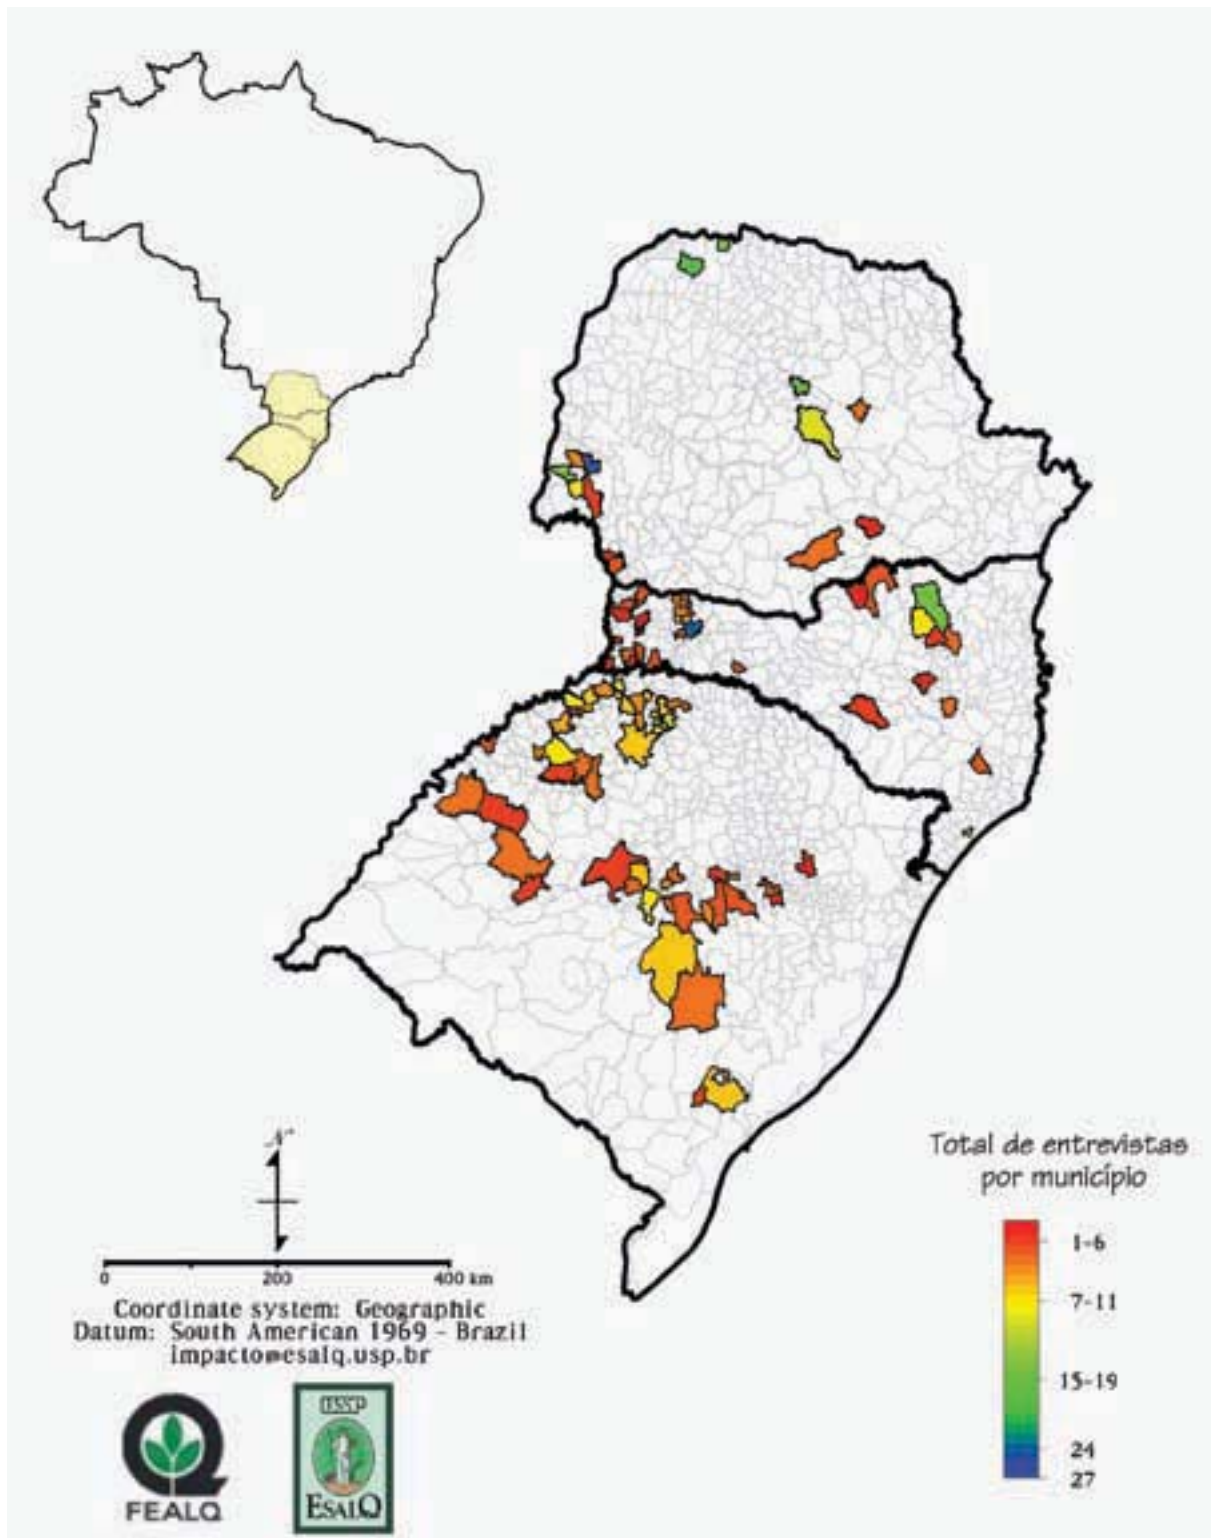 Total de entrevistas
por município
1-6
7-11
15-19
24
27
N
0 200 400 km
Coordinate system: Geographic
Datum: South American 1969 - Brazil
impacto@esalq.usp.br
FEALQ
ESALQ